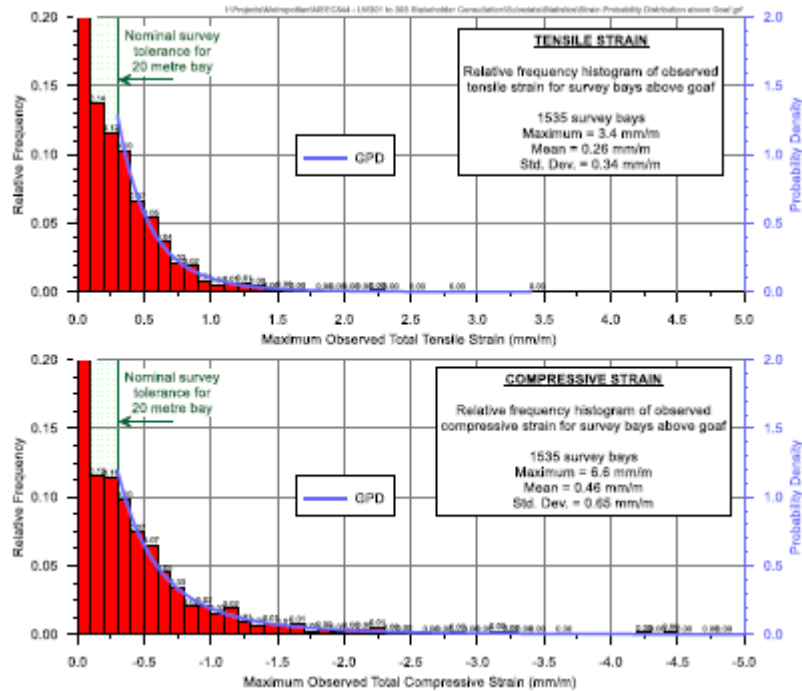 I:\Projects\Metropolitan\
0.20
Nominal survey
tolerance for
20 metre bay
0.15
0.10
0.05
0.00
Relative Frequency
0.14
0.12
0.10
GPD
TENSILE STRAIN
Relative frequency histogram of observed
tensile strain for survey bays above goaf
1535 survey bays
Maximum = 3.4 mm/m
Mean = 0.26 mm/m
Std. Dev. = 0.34 mm/m
2.0
1.5
1.0
0.5
0.0
Probability Density
0.0 0.5 1.0 1.5 2.0 2.5 3.0 3.5 4.0 4.5 5.0
Maximum Observed Total Tensile Strain (mm/m)
0.20
Nominal survey
tolerance for
20 metre bay
0.15
0.10
0.05
0.00
Relative Frequency
GPD
COMPRESSIVE STRAIN
Relative frequency histogram of observed
compressive strain for survey bays above goaf
1535 survey bays
Maximum = 6.6 mm/m
Mean = 0.46 mm/m
Std. Dev. = 0.65 mm/m
2.0
1.5
1.0
0.5
0.0
Probability Density
0.0 -0.5 -1.0 -1.5 -2.0 -2.5 -3.0 -3.5 -4.0 -4.5 -5.0
Maximum Observed Total Compressive Strain (mm/m)